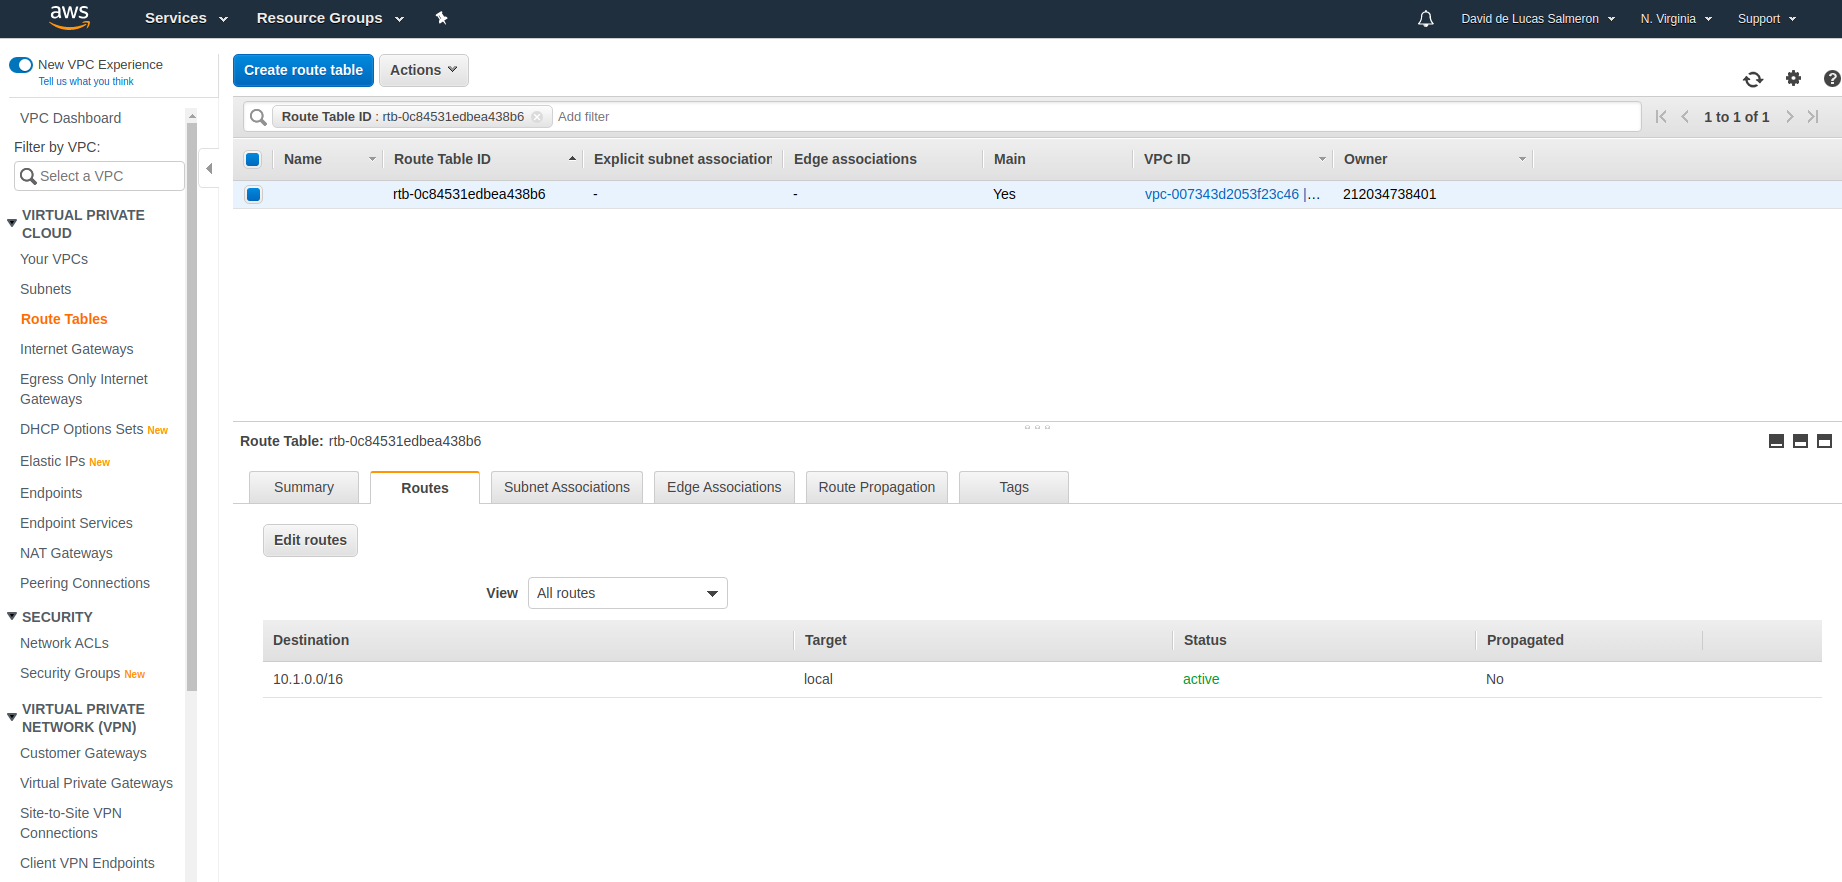 aws
Services
Resource Groups
David de Lucas Salmeron
N. Virginia
Support
New VPC Experience
Tell us what you think
VPC Dashboard
Filter by VPC:
Select a VPC
VIRTUAL PRIVATE
CLOUD
Your VPCs
Subnets
Route Tables
Internet Gateways
Egress Only Internet
Gateways
DHCP Options Sets New
Elastic IPs New
Endpoints
Endpoint Services
NAT Gateways
Peering Connections
SECURITY
Network ACLs
Security Groups New
VIRTUAL PRIVATE
NETWORK (VPN)
Customer Gateways
Virtual Private Gateways
Site-to-Site VPN
Connections
Client VPN Endpoints
Create route table
Actions
?
Route Table ID : rtb-0c84531edbea438b6
Add filter
1 to 1 of 1
Name
Route Table ID
Explicit subnet association
Edge associations
Main
VPC ID
Owner
rtb-0c84531edbea438b6
-
-
Yes
vpc-007343d2053f23c46 |...
212034738401
Route Table: rtb-0c84531edbea438b6
Summary
Routes
Subnet Associations
Edge Associations
Route Propagation
Tags
Edit routes
View
All routes
Destination
Target
Status
Propagated
10.1.0.0/16
local
active
No